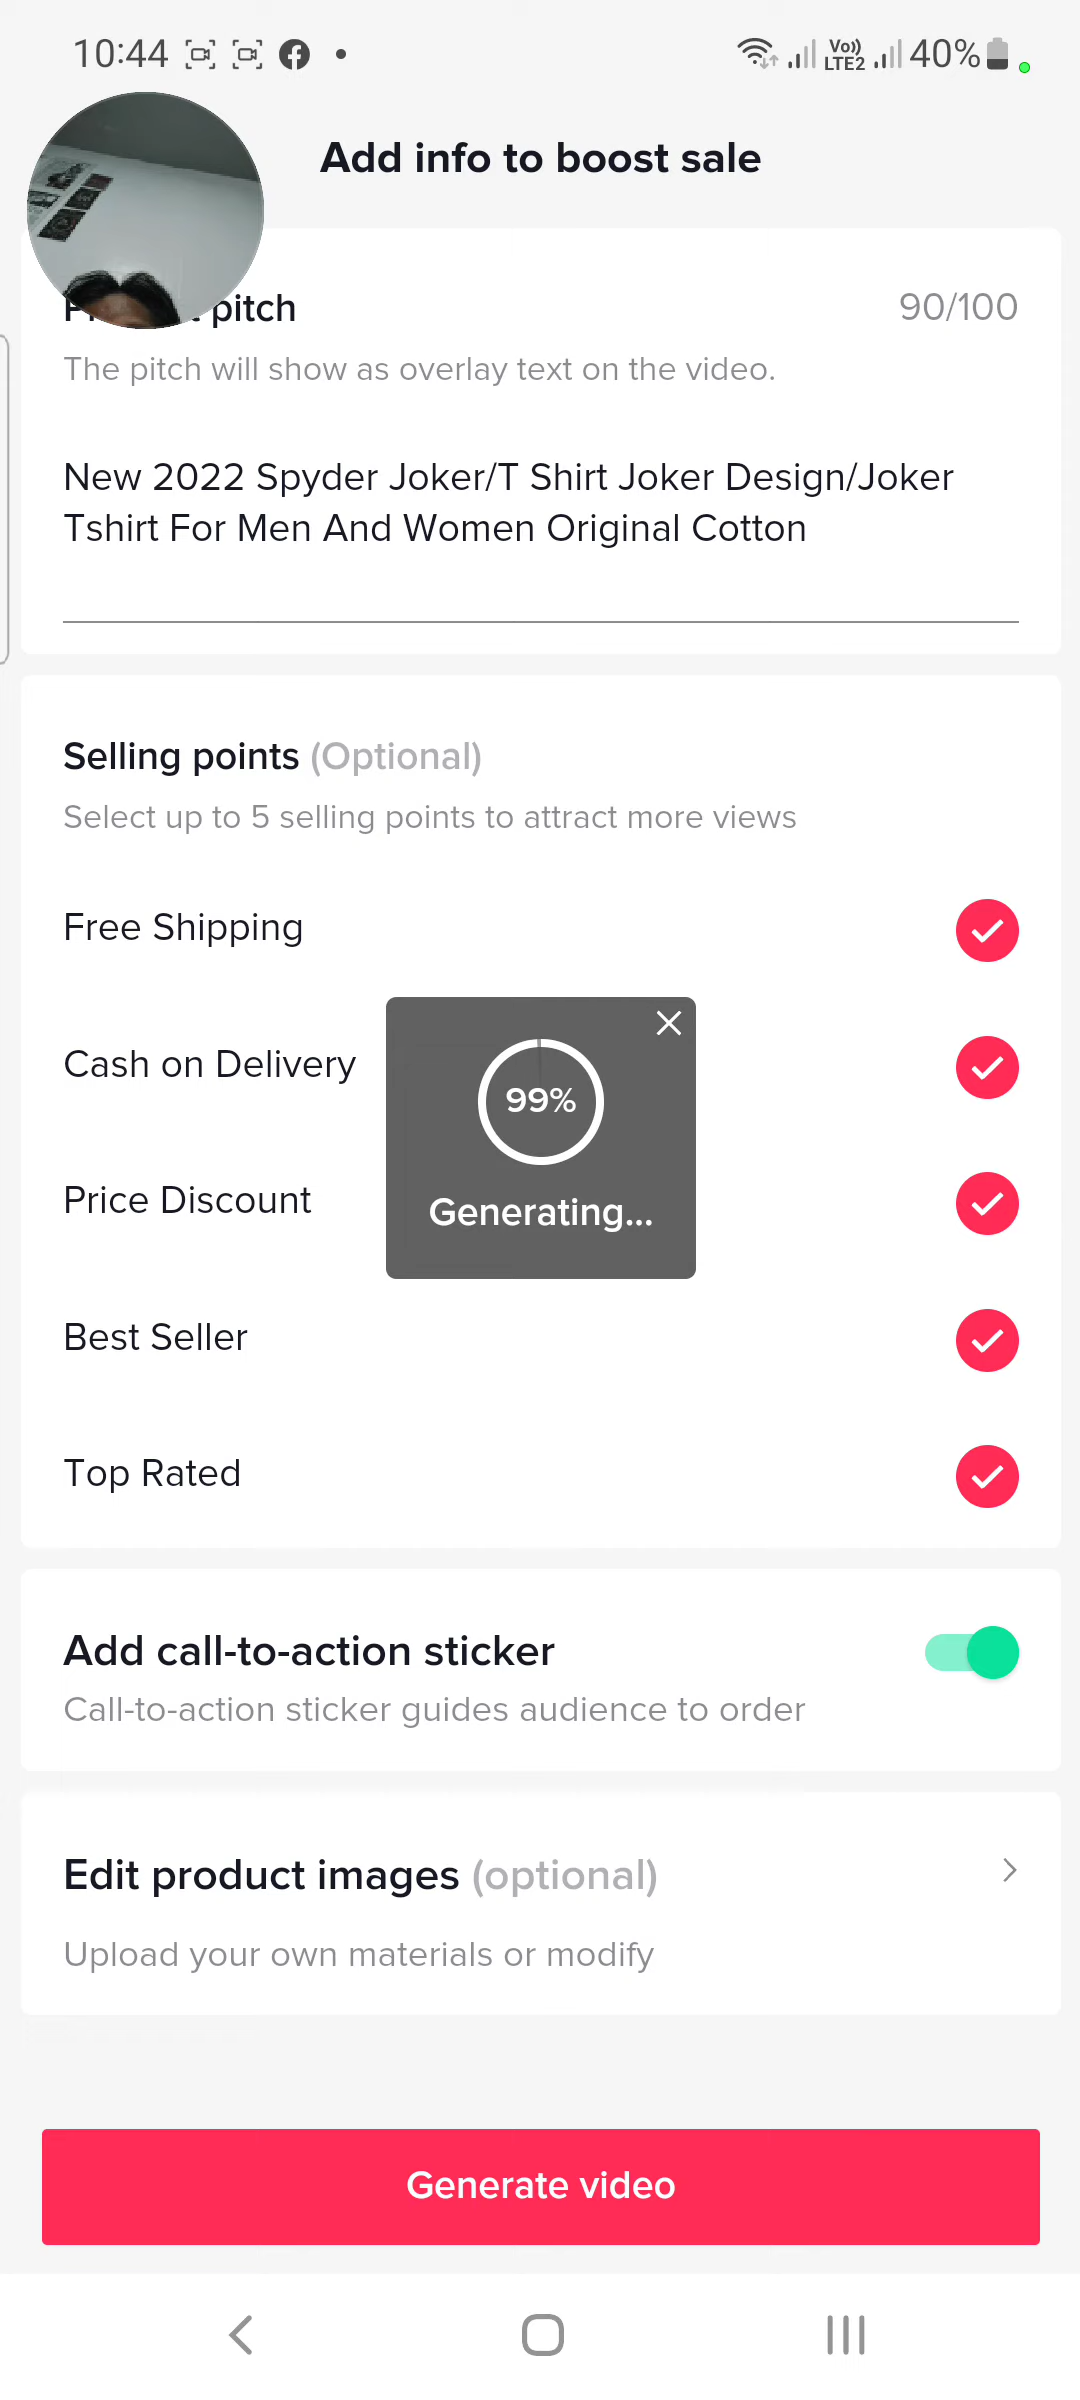 10:44
Vo))
LTE2
40%
Add info to boost sale
pitch
90/100
The pitch will show as overlay text on the video.
New 2022 Spyder Joker/T Shirt Joker Design/Joker
Tshirt For Men And Women Original Cotton
Selling points (Optional)
Select up to 5 selling points to attract more views
Free Shipping
Cash on Delivery
Price Discount
Best Seller
Top Rated
99%
Generating...
Add call-to-action sticker
Call-to-action sticker guides audience to order
Edit product images (optional)
Upload your own materials or modify
Generate video